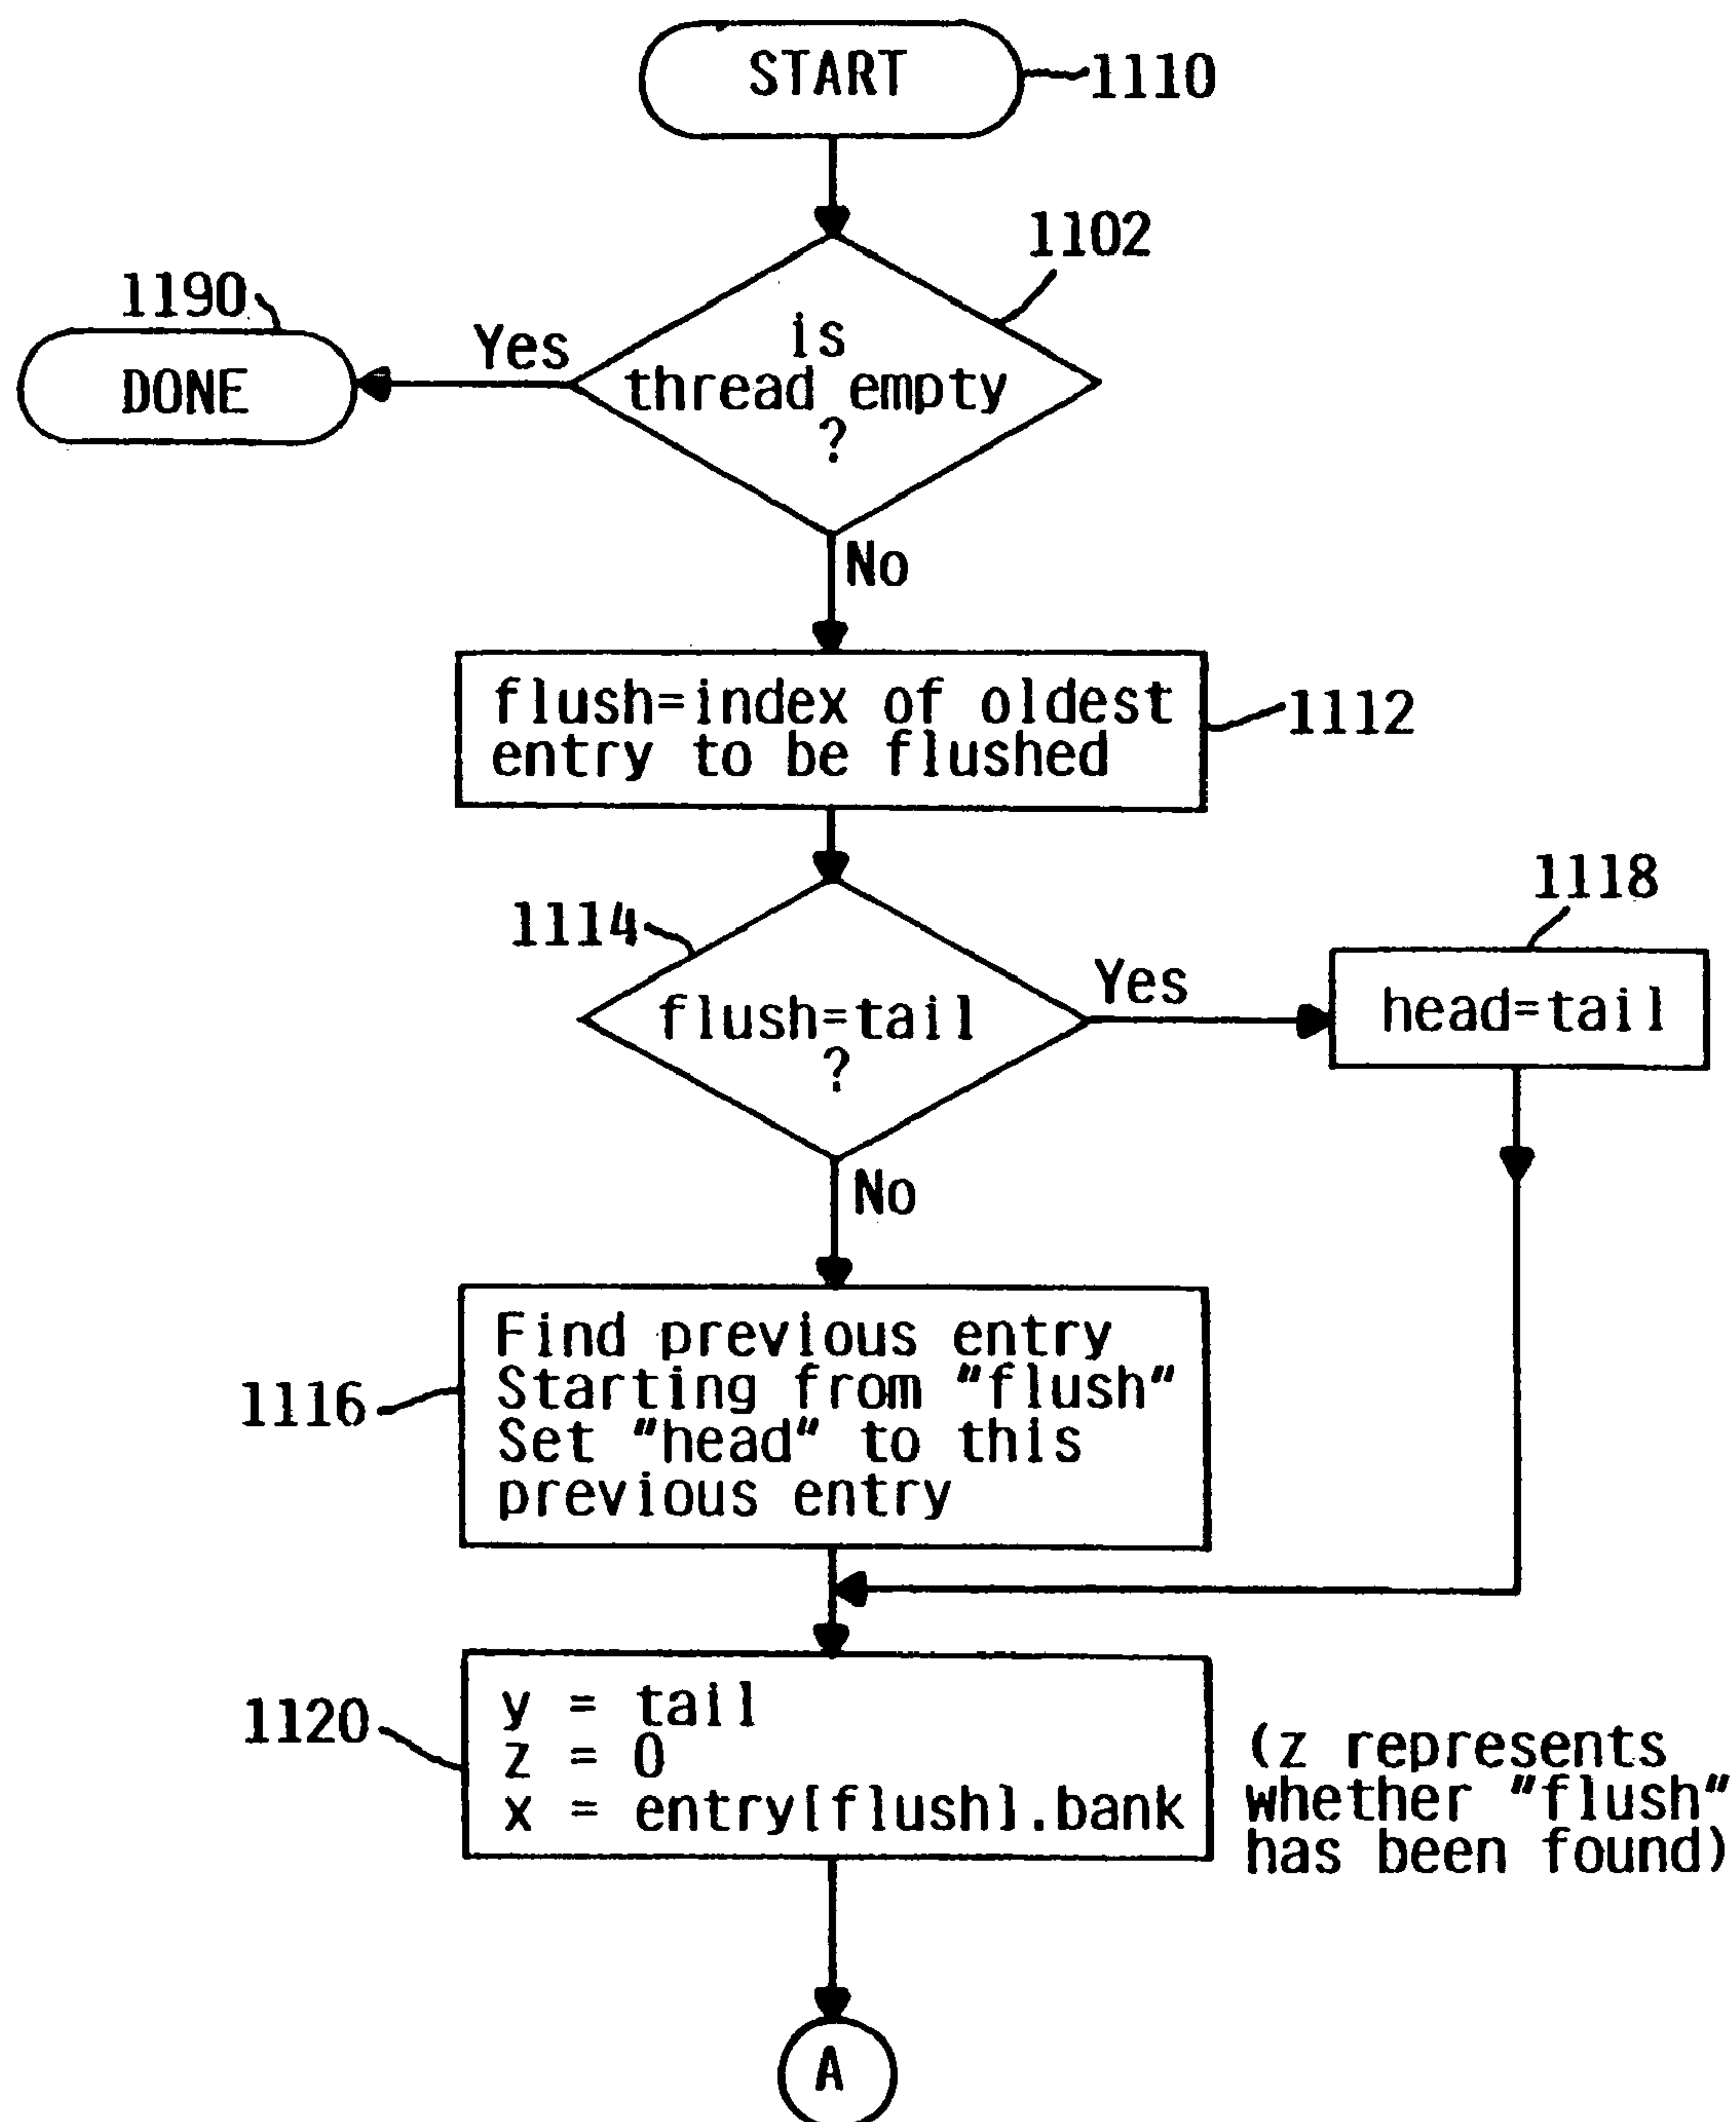 START
1110
1102
1190
Yes
is
thread empty
?
DONE
No
flush=index of oldest
entry to be flushed
1112
1114
1118
flush=tail
?
Yes
head=tail
No
Find previous entry
Starting from "flush"
Set "head" to this
previous entry
1116
1120
y = tail
z = 0
x = entry[flush].bank
(z represents
whether "flush"
has been found)
A